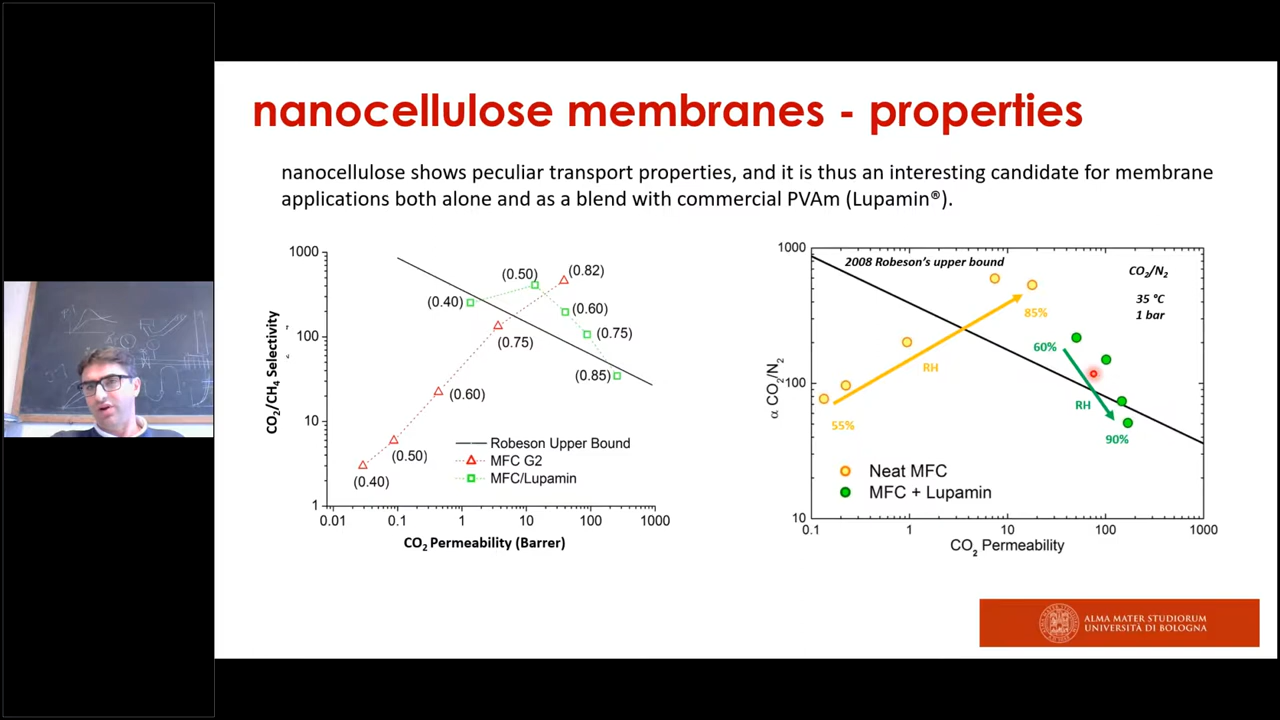 nanocellulose membranes - properties
nanocellulose shows peculiar transport properties, and it is thus an interesting candidate for membrane
applications both alone and as a blend with commercial PVAm (Lupamin®).
CO2/CH4 Selectivity
1000
100
10
1
0.01
0.1
1
10
100
1000
CO2 Permeability (Barrer)
(0.40)
(0.50)
(0.82)
(0.60)
(0.75)
(0.75)
(0.85)
(0.60)
(0.50)
(0.40)
Robeson Upper Bound
MFC G2
MFC/Lupamin
α CO2/N2
1000
100
10
0.1
1
10
100
1000
CO2 Permeability
2008 Robeson's upper bound
CO2/N2
35 °C
1 bar
85%
60%
RH
RH
55%
90%
Neat MFC
MFC + Lupamin
ALMA MATER STUDIORUM
UNIVERSITÀ DI BOLOGNA